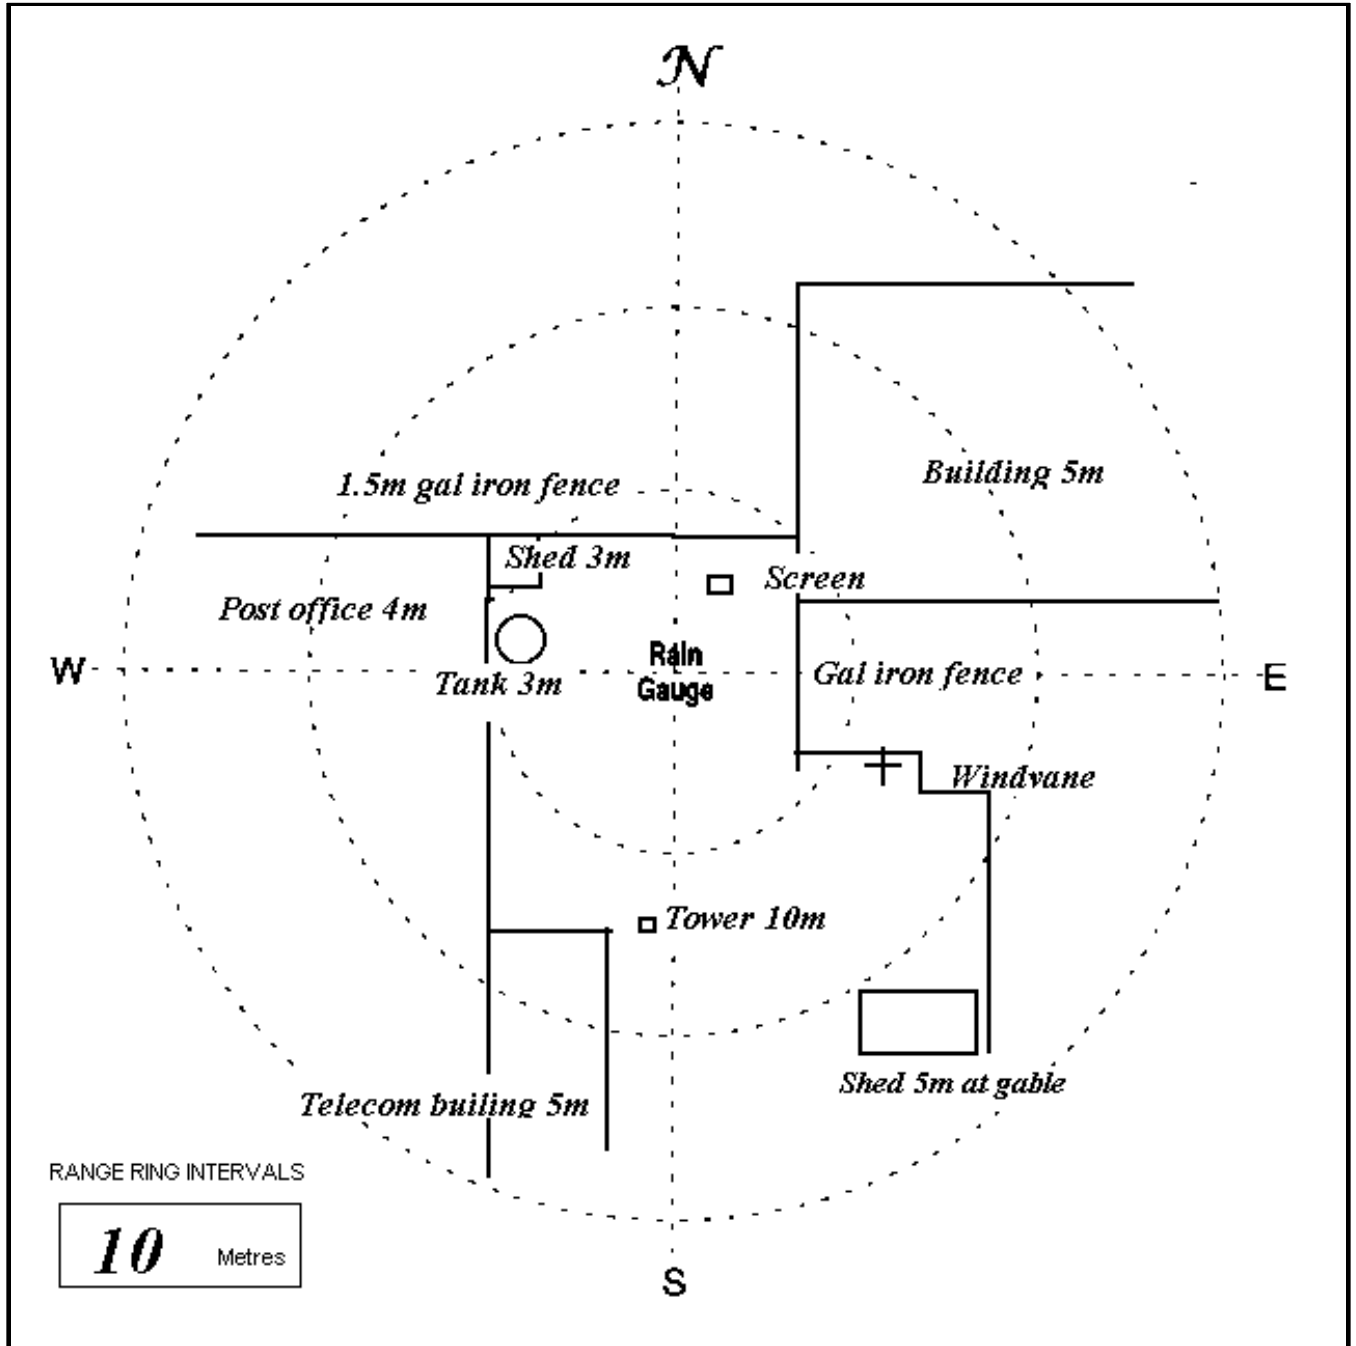 N
1.5m gal iron fence
Building 5m
Shed 3m
Screen
Post office 4m
Rain
Gauge
W
Tank 3m
Gal iron fence
E
Windvane
Tower 10m
Shed 5m at gable
Telecom builing 5m
RANGE RING INTERVALS
10 Metres
S